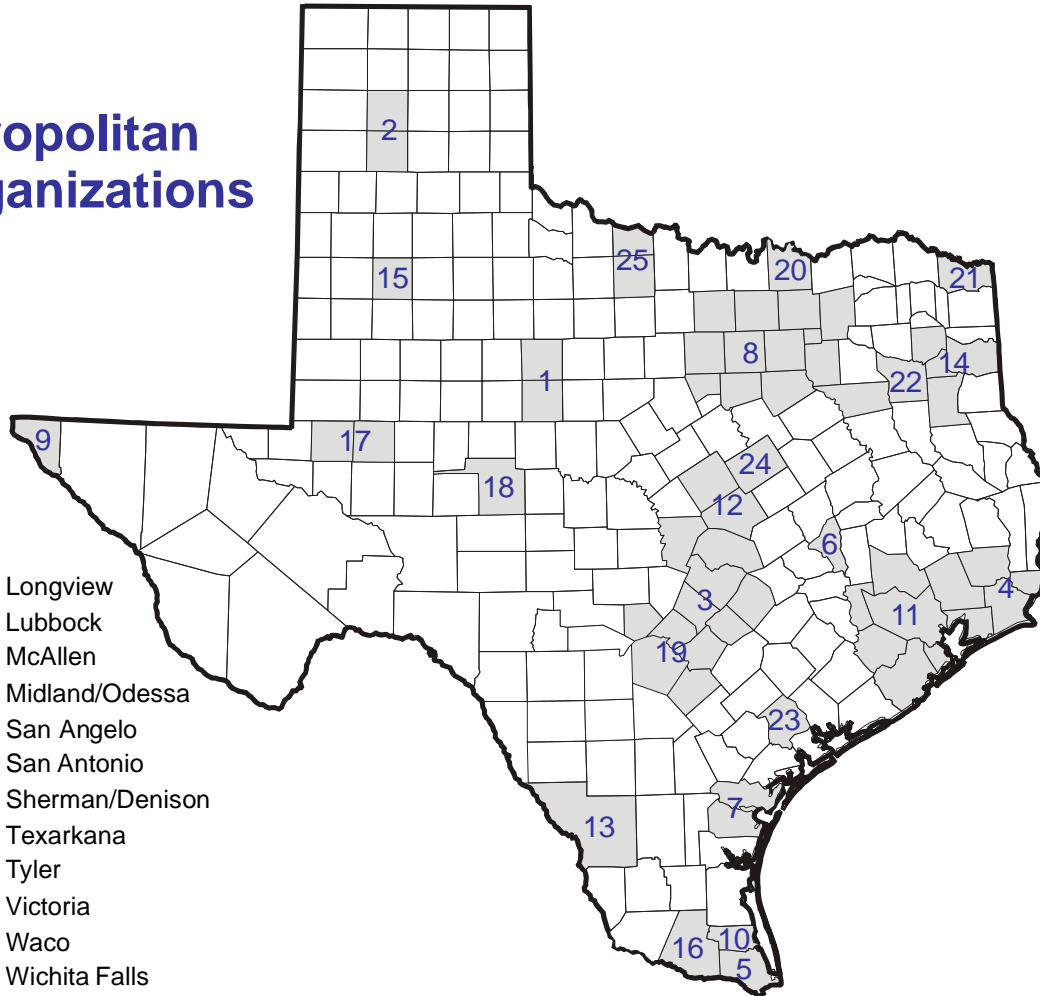 ropolitan
ganizations
2
25
20
15
21
8
14
1
22
9
17
24
18
12
6
3
4
11
19
23
7
13
10
16
5
Longview
Lubbock
McAllen
Midland/Odessa
San Angelo
San Antonio
Sherman/Denison
Texarkana
Tyler
Victoria
Waco
Wichita Falls